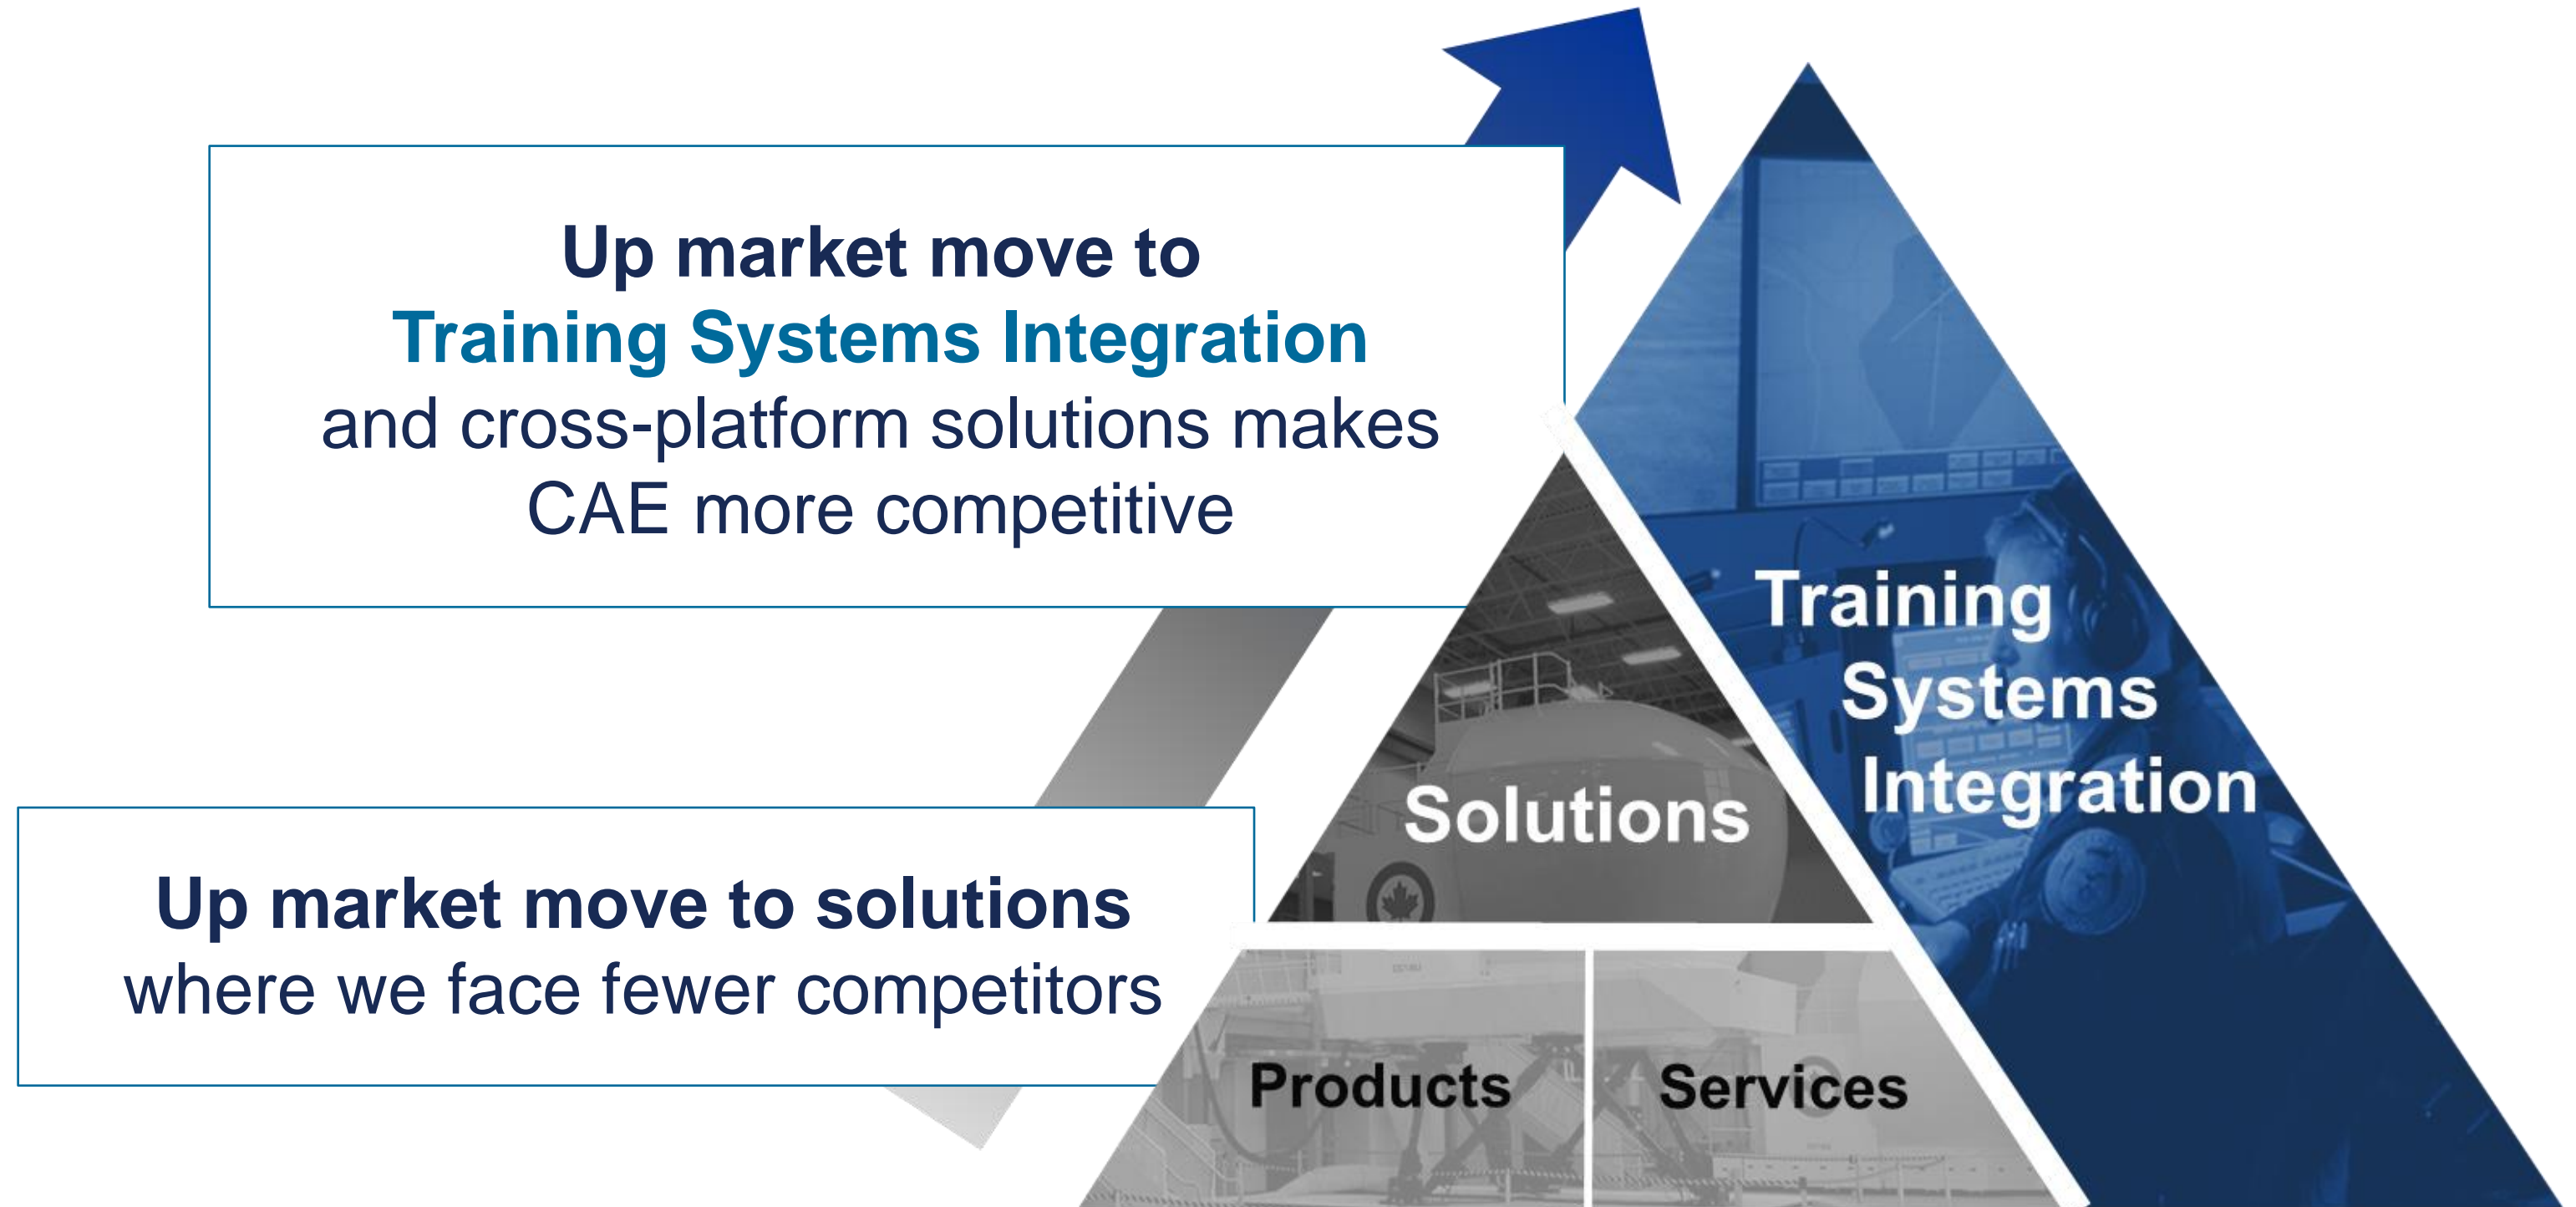 Up market move to
Training Systems Integration
and cross-platform solutions makes
CAE more competitive
Up market move to solutions
where we face fewer competitors
Training
Systems
Integration
Solutions
Products
Services